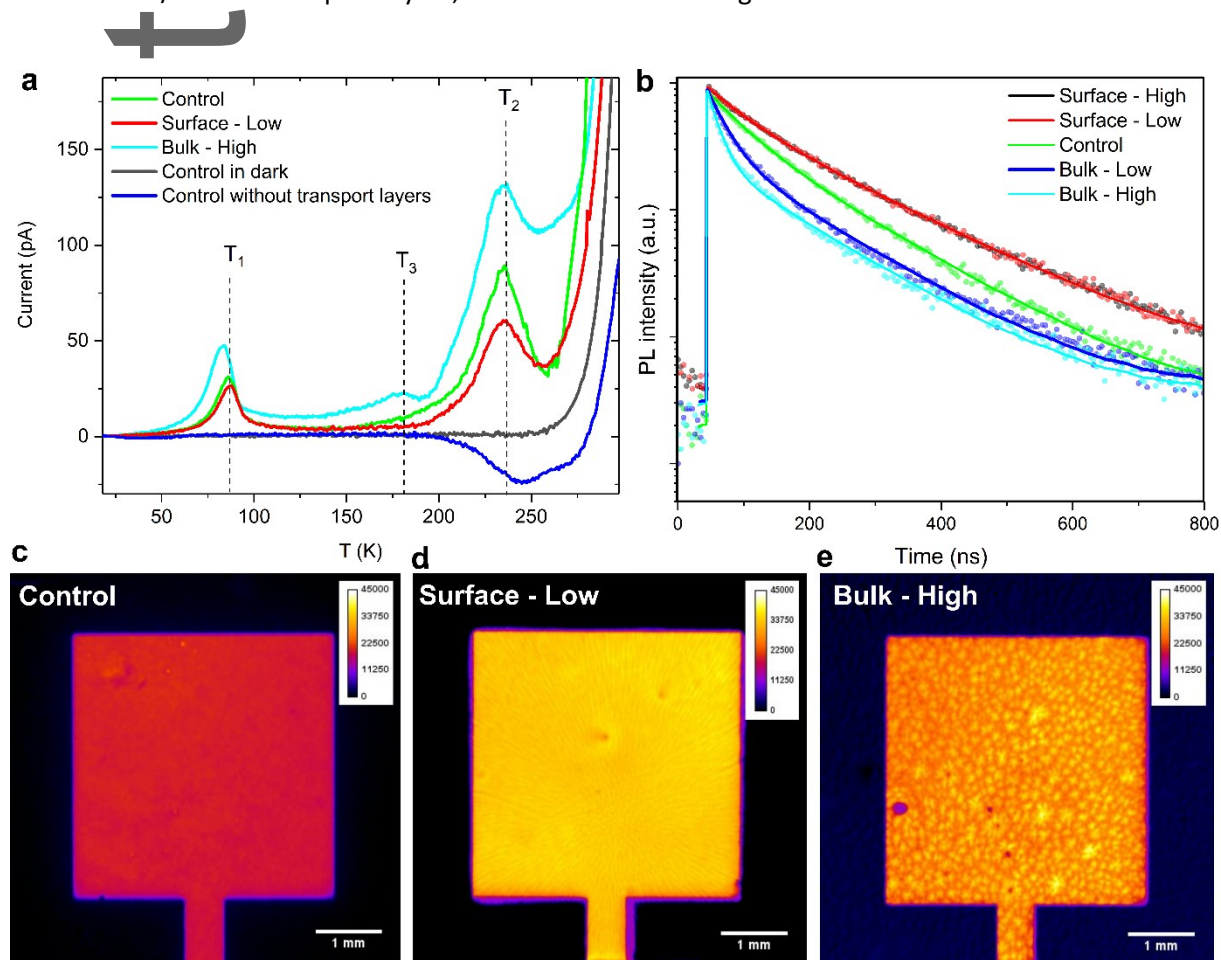 a
Control
Surface - Low
Bulk - High
Control in dark
Control without transport layers
T1
T3
T2
150
100
50
0
Current (pA)
50
100
150
200
250
T (K)
b
Surface - High
Surface - Low
Control
Bulk - Low
Bulk - High
PL intensity (a.u.)
0
200
400
600
800
Time (ns)
c
Control
45000
33750
22500
11250
0
1 mm
d
Surface - Low
45000
33750
22500
11250
0
1 mm
e
Bulk - High
45000
33750
22500
11250
0
1 mm